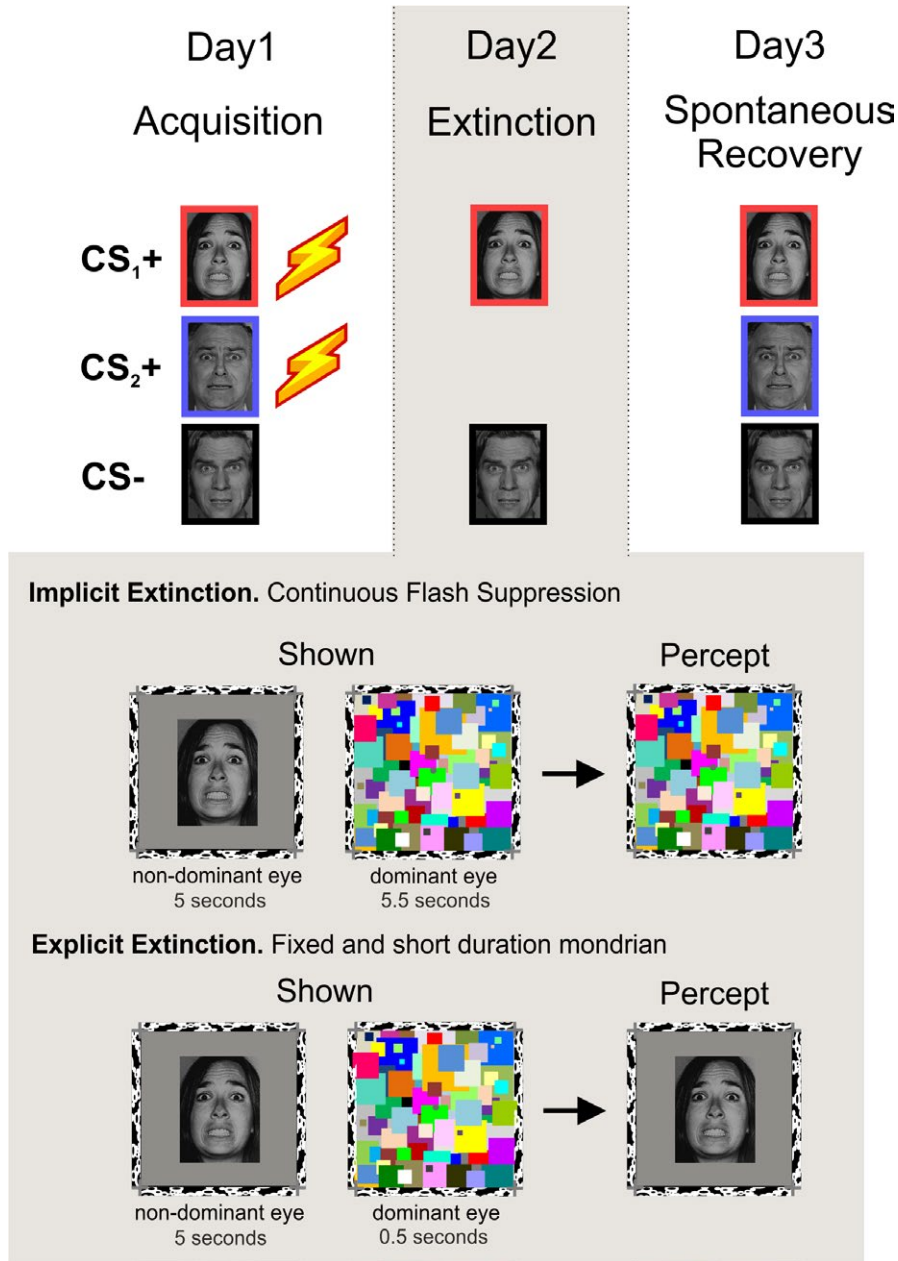 Day1
Acquisition
Day2
Extinction
Day3
Spontaneous
Recovery
CS₁+
CS₂+
CS-
Implicit Extinction. Continuous Flash Suppression
Shown
Percept
non-dominant eye
5 seconds
dominant eye
5.5 seconds
Explicit Extinction. Fixed and short duration mondrian
Shown
Percept
non-dominant eye
5 seconds
dominant eye
0.5 seconds